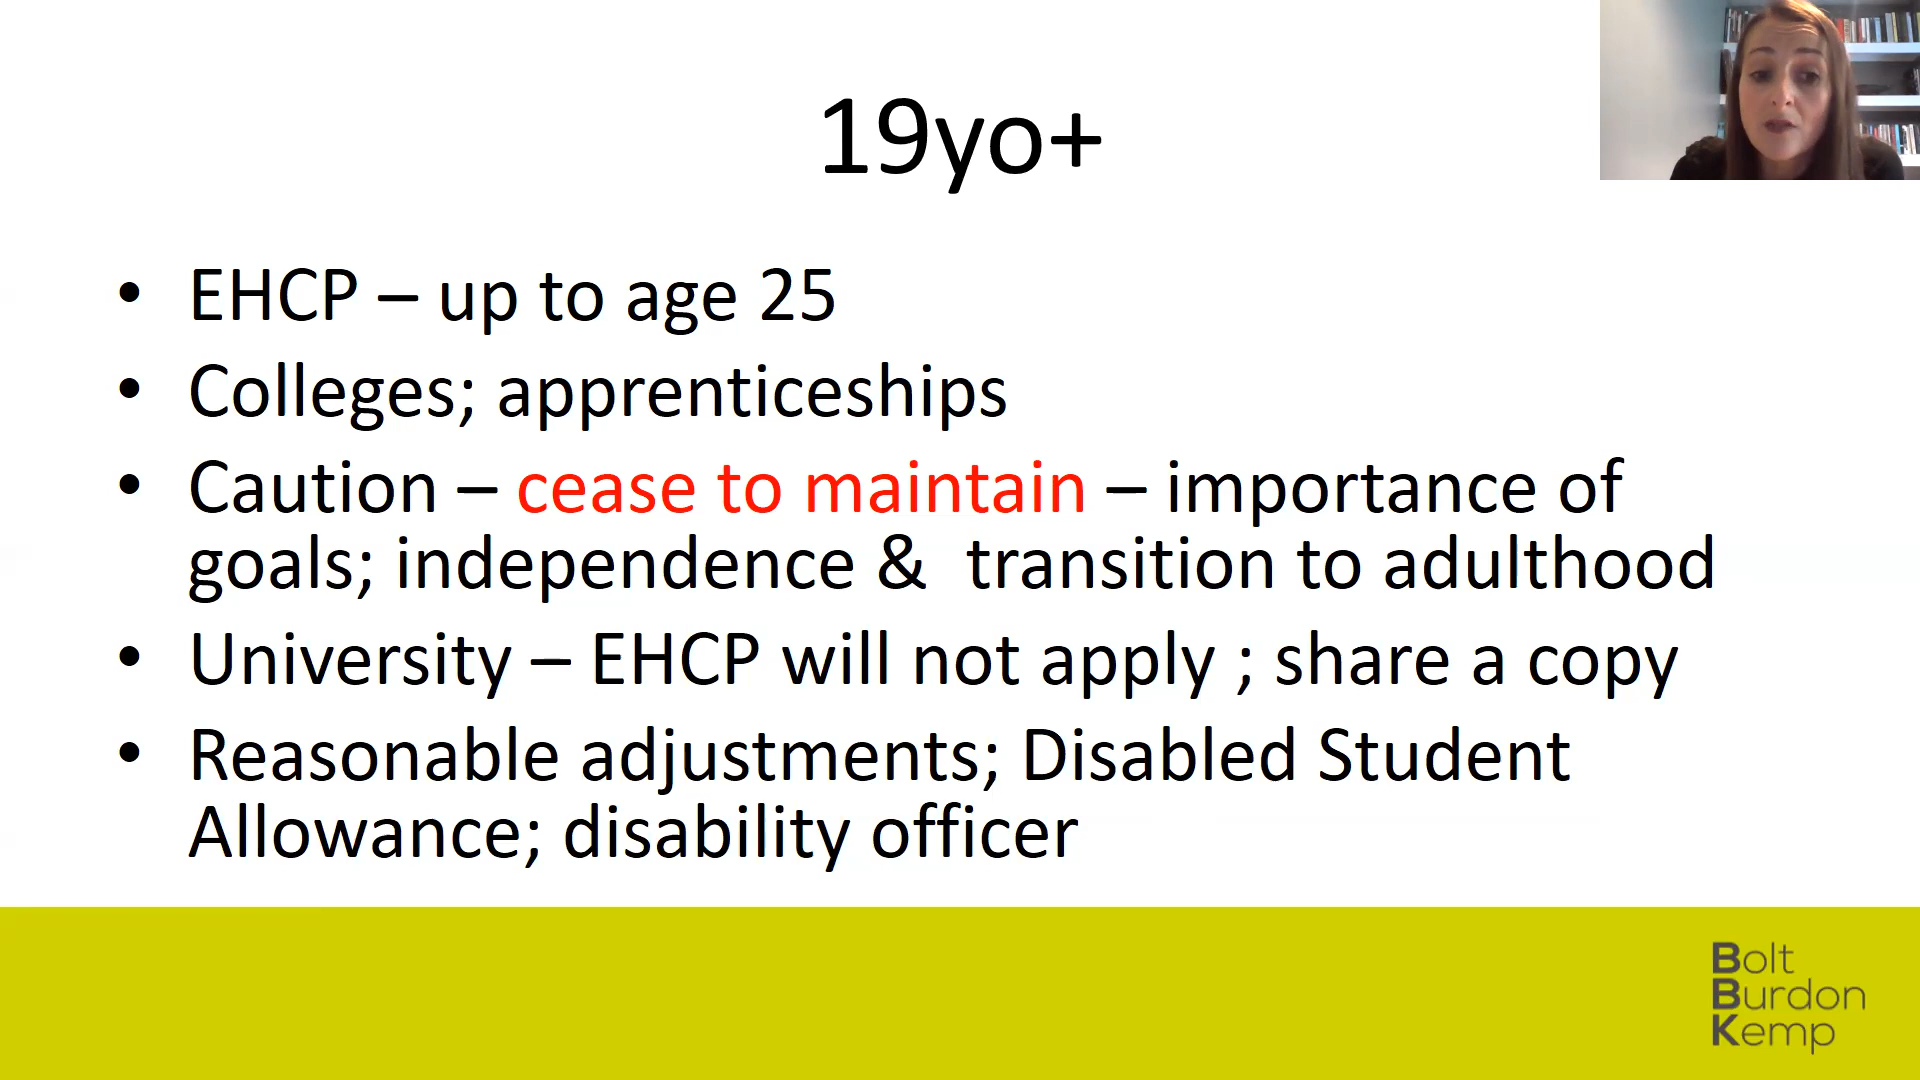 19yo+
• EHCP – up to age 25
• Colleges; apprenticeships
• Caution – cease to maintain – importance of
goals; independence &  transition to adulthood
• University – EHCP will not apply ; share a copy
• Reasonable adjustments; Disabled Student
Allowance; disability officer
Bolt
Burdon
Kemp